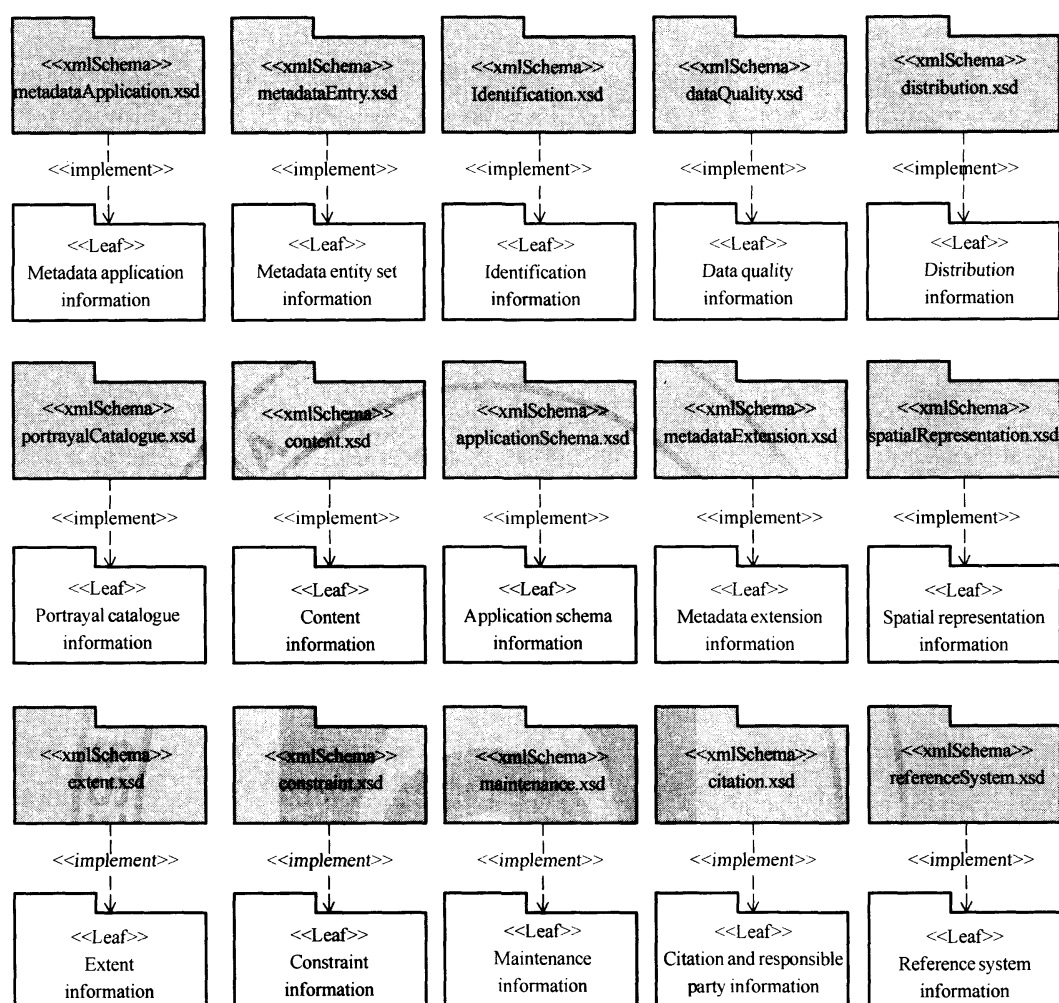 <<xmlSchema>>
metadataApplication.xsd
<<xmlSchema>>
metadataEntry.xsd
<<xmlSchema>>
Identification.xsd
<<xmlSchema>>
dataQuality.xsd
<<xmlSchema>>
distribution.xsd
<<implement>>
<<implement>>
<<implement>>
<<implement>>
<<implement>>
<<Leaf>>
Metadata application
information
<<Leaf>>
Metadata entity set
information
<<Leaf>>
Identification
information
<<Leaf>>
Data quality
information
<<Leaf>>
Distribution
information
<<xmlSchema>>
portrayalCatalogue.xsd
<<xmlSchema>>
content.xsd
<<xmlSchema>>
applicationSchema.xsd
<<xmlSchema>>
metadataExtension.xsd
<<xmlSchema>>
spatialRepresentation.xsd
<<implement>>
<<implement>>
<<implement>>
<<implement>>
<<implement>>
<<Leaf>>
Portrayal catalogue
information
<<Leaf>>
Content
information
<<Leaf>>
Application schema
information
<<Leaf>>
Metadata extension
information
<<Leaf>>
Spatial representation
information
<<xmlSchema>>
extent.xsd
<<xmlSchema>>
constraint.xsd
<<xmlSchema>>
maintenance.xsd
<<xmlSchema>>
citation.xsd
<<xmlSchema>>
referenceSystem.xsd
<<implement>>
<<implement>>
<<implement>>
<<implement>>
<<implement>>
<<Leaf>>
Extent
information
<<Leaf>>
Constraint
information
<<Leaf>>
Maintenance
information
<<Leaf>>
Citation and responsible
party information
<<Leaf>>
Reference system
information